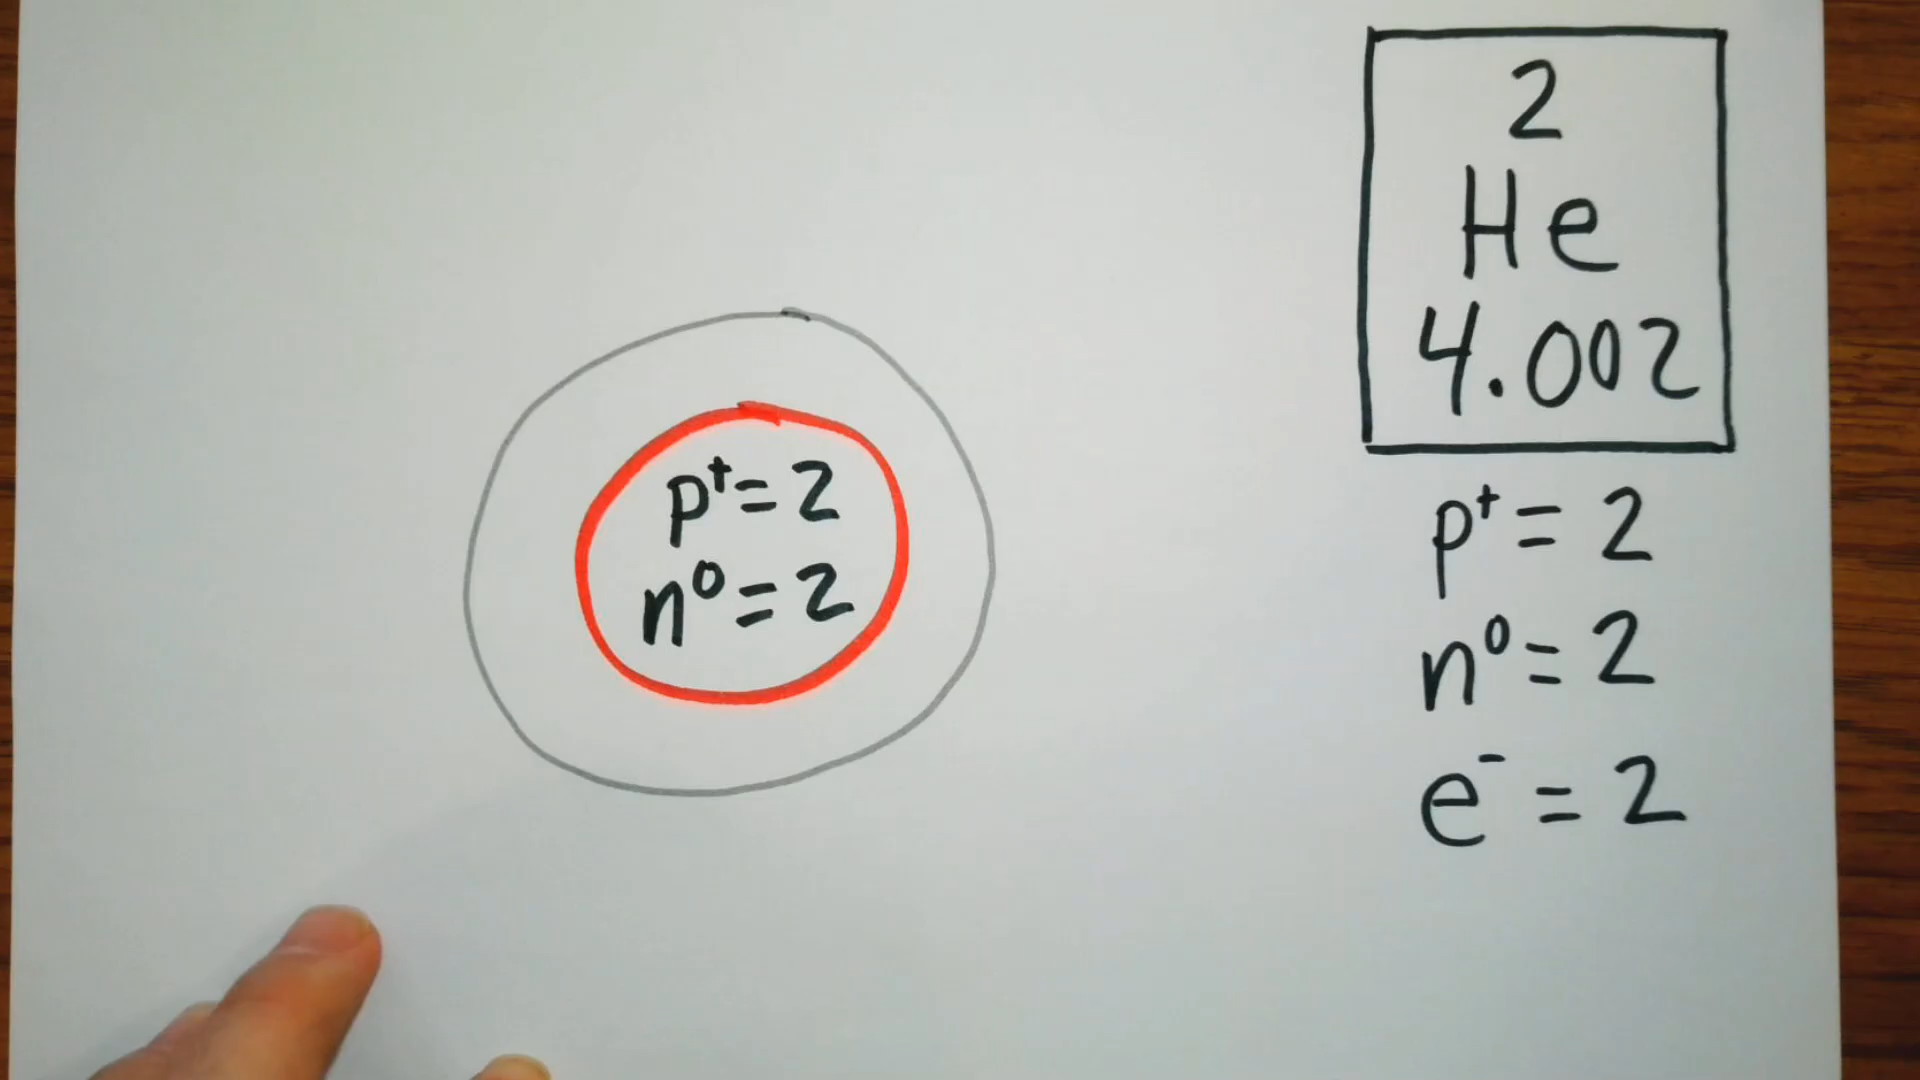 2
He
4.002
p⁺= 2
n⁰= 2
p⁺= 2
n⁰= 2
e⁻ = 2